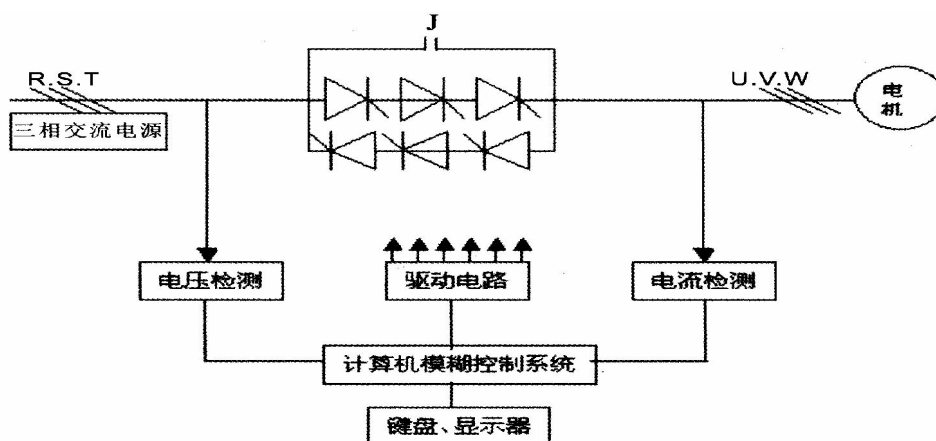 J
R.S.T
U.V.W
电
机
三相交流电源
电压检测
驱动电路
电流检测
计算机模糊控制系统
键盘、显示器